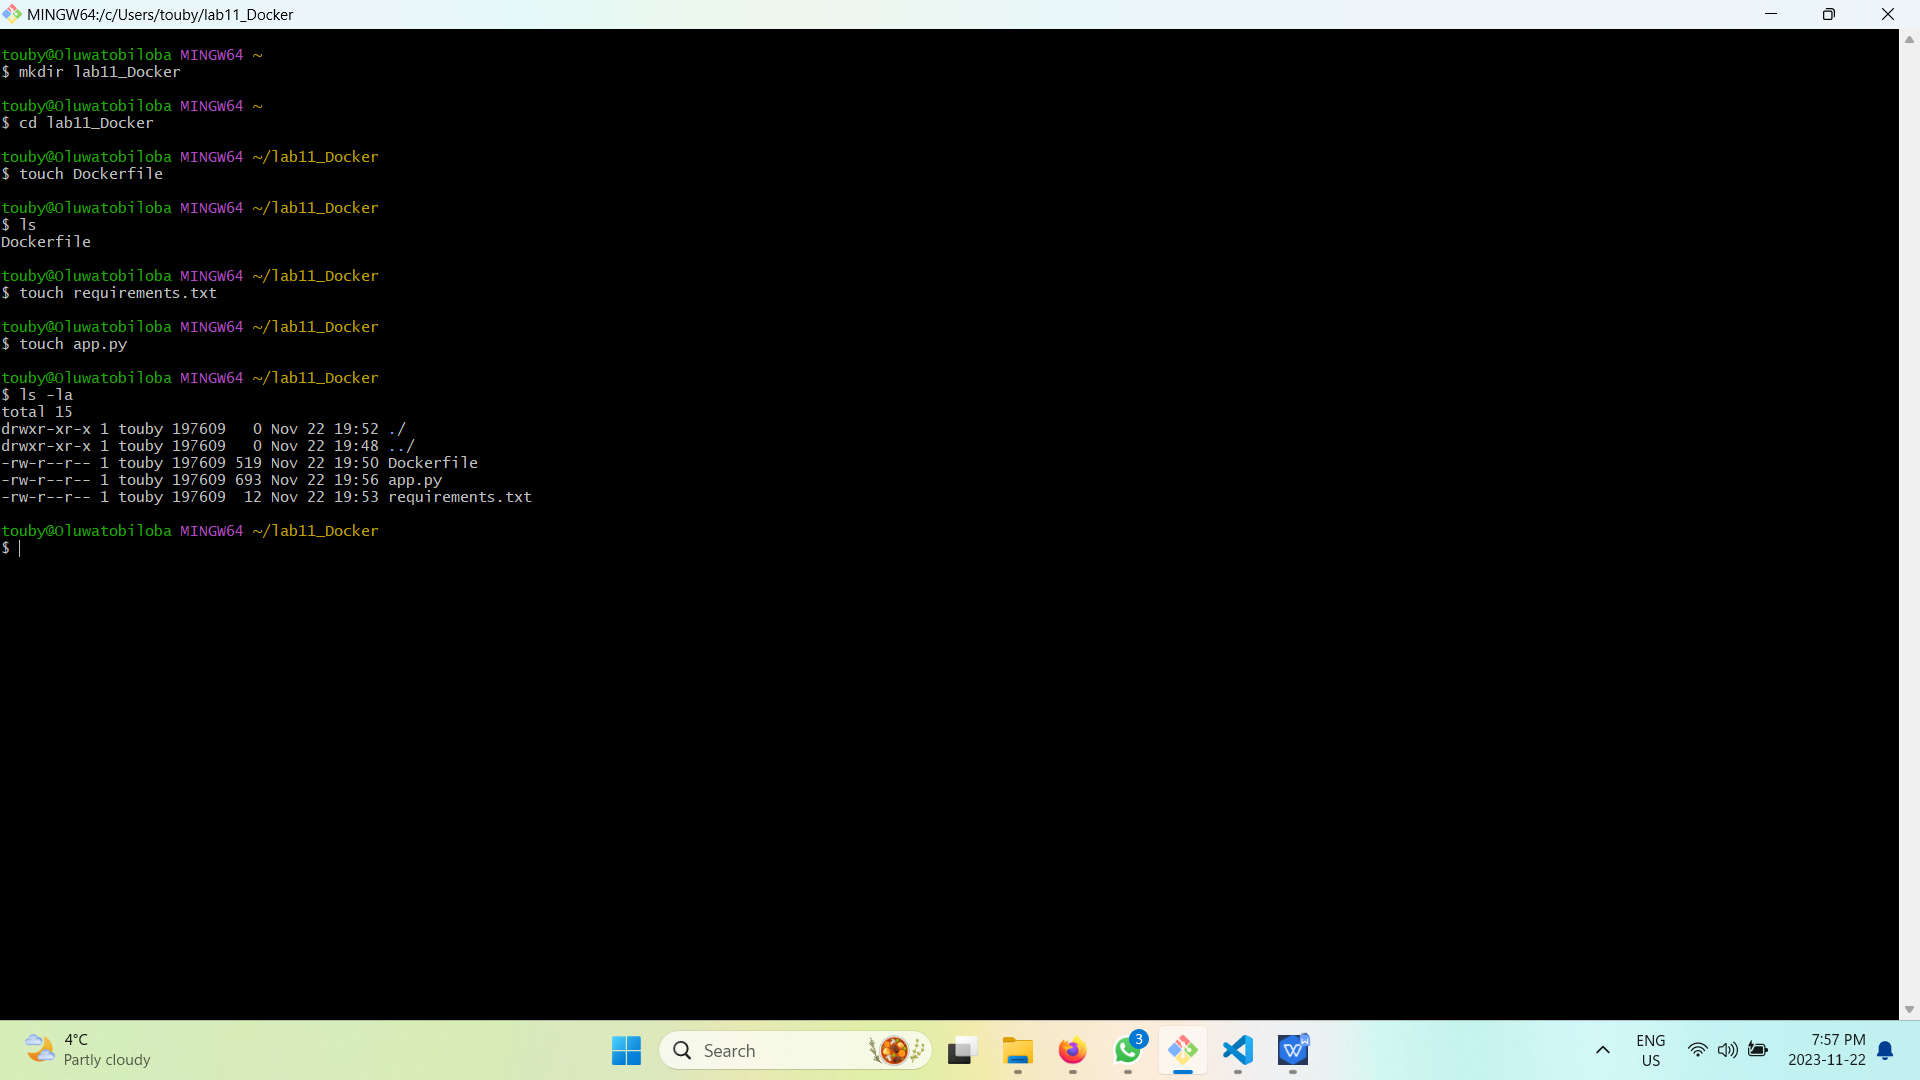 MINGW64:/c/Users/touby/lab11_Docker
touby@Oluwatobiloba MINGW64 ~
$ mkdir lab11_Docker
touby@Oluwatobiloba MINGW64 ~
$ cd lab11_Docker
touby@Oluwatobiloba MINGW64 ~/lab11_Docker
$ touch Dockerfile
touby@Oluwatobiloba MINGW64 ~/lab11_Docker
$ ls
Dockerfile
touby@Oluwatobiloba MINGW64 ~/lab11_Docker
$ touch requirements.txt
touby@Oluwatobiloba MINGW64 ~/lab11_Docker
$ touch app.py
touby@Oluwatobiloba MINGW64 ~/lab11_Docker
$ ls -la
total 15
drwxr-xr-x 1 touby 197609   0 Nov 22 19:52 ./
drwxr-xr-x 1 touby 197609   0 Nov 22 19:48 ../
-rw-r--r-- 1 touby 197609 519 Nov 22 19:50 Dockerfile
-rw-r--r-- 1 touby 197609 693 Nov 22 19:56 app.py
-rw-r--r-- 1 touby 197609  12 Nov 22 19:53 requirements.txt
touby@Oluwatobiloba MINGW64 ~/lab11_Docker
$
4°C
Partly cloudy
Search
3
W
ENG
US
7:57 PM
2023-11-22